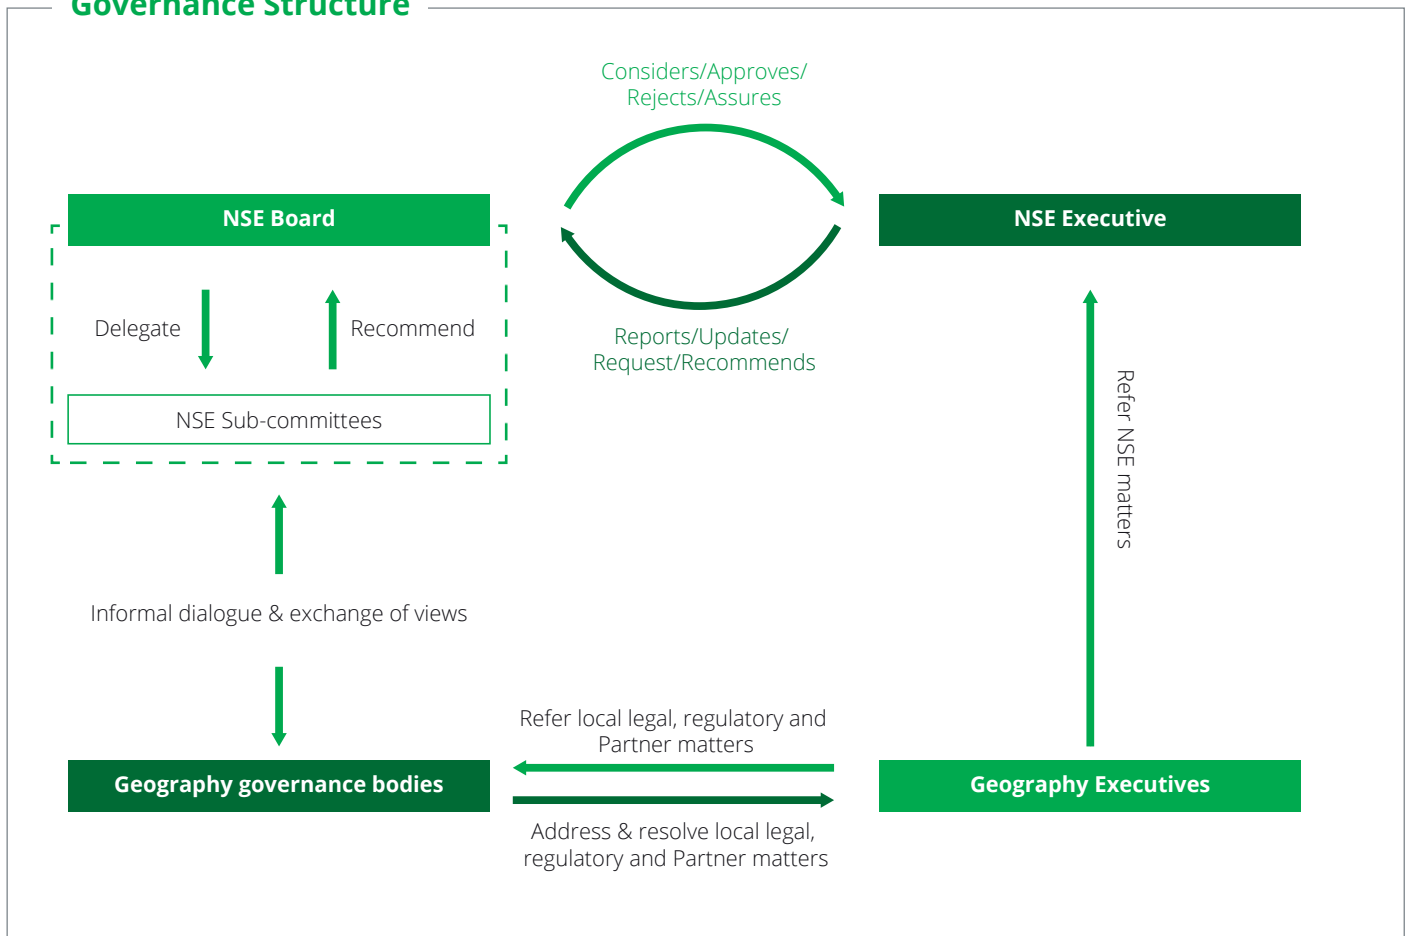 Governance Structure
Considers/Approves/
Rejects/Assures
NSE Board
NSE Executive
Delegate
Recommend
Reports/Updates/
Request/Recommends
NSE Sub-committees
Refer NSE matters
Informal dialogue & exchange of views
Refer local legal, regulatory and
Partner matters
Geography governance bodies
Geography Executives
Address & resolve local legal,
regulatory and Partner matters